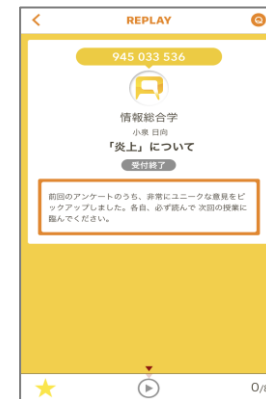 REPLAY
945 033 536
情報総合学
小泉 日向
「炎上」について
受付終了
前回のアンケートのうち、非常にユニークな意見をピ
ックアップしました。各自、必ず読んで 次回の授業に
臨んでください。